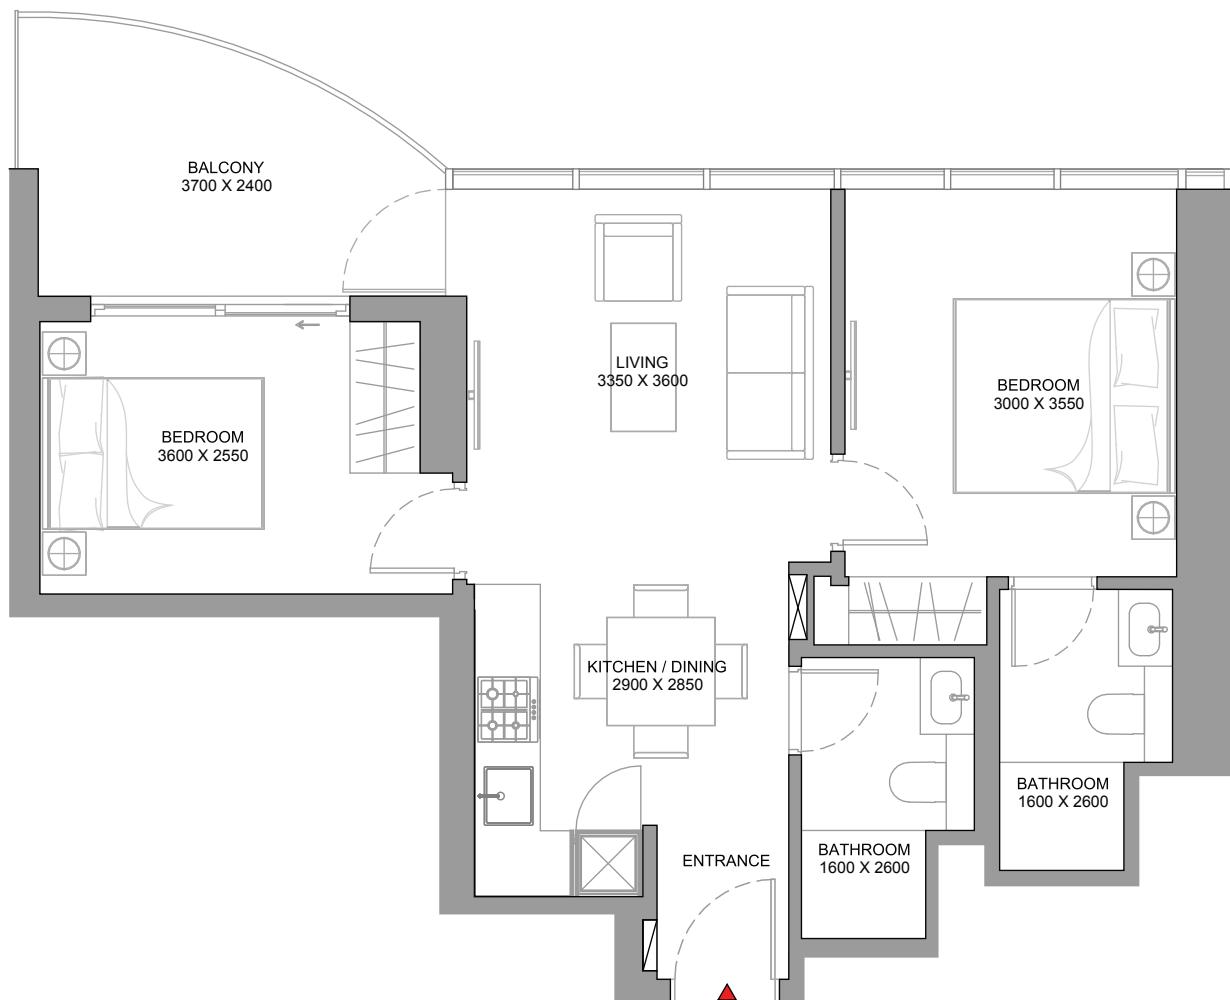 BALCONY
3700 X 2400
LIVING
3350 X 3600
BEDROOM
3000 X 3550
BEDROOM
3600 X 2550
KITCHEN / DINING
2900 X 2850
BATHROOM
1600 X 2600
BATHROOM
1600 X 2600
ENTRANCE